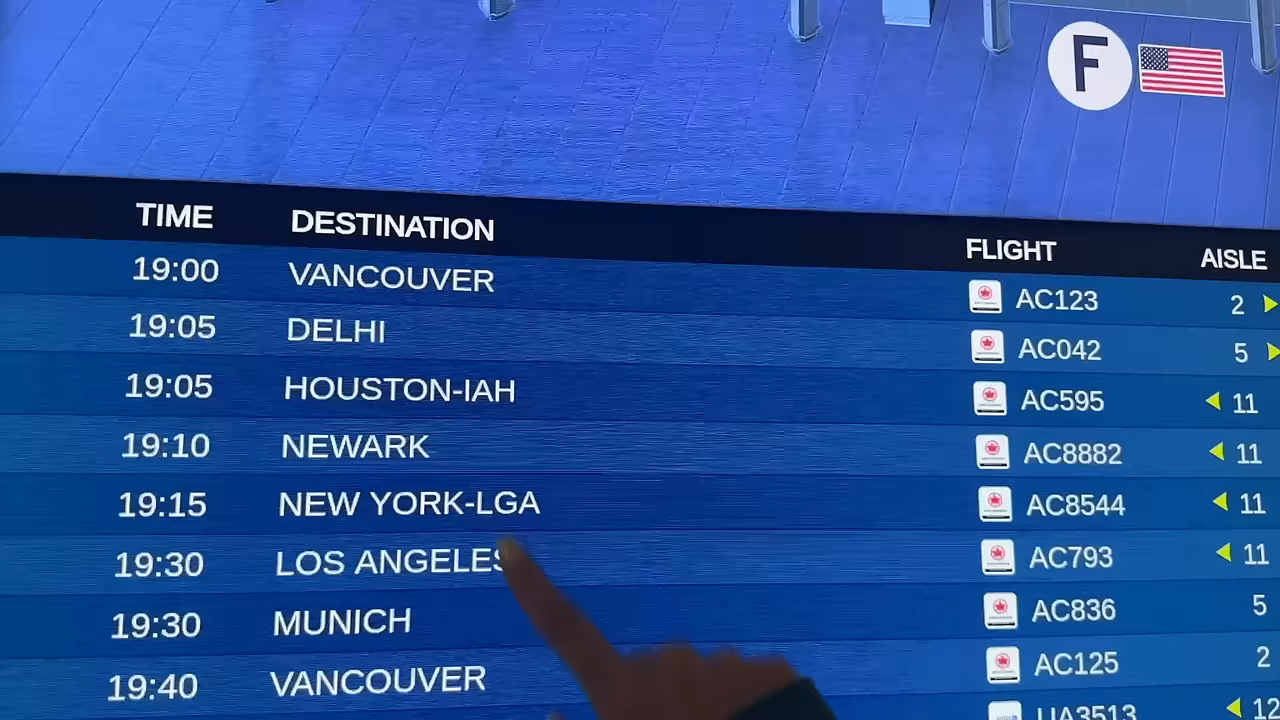 F
TIME DESTINATION FLIGHT AISLE
19:00 VANCOUVER AC123 2
19:05 DELHI AC042 5
19:05 HOUSTON-IAH AC595 11
19:10 NEWARK AC8882 11
19:15 NEW YORK-LGA AC8544 11
19:30 LOS ANGELES AC793 11
19:30 MUNICH AC836 5
19:40 VANCOUVER AC125 2
UA3513 12